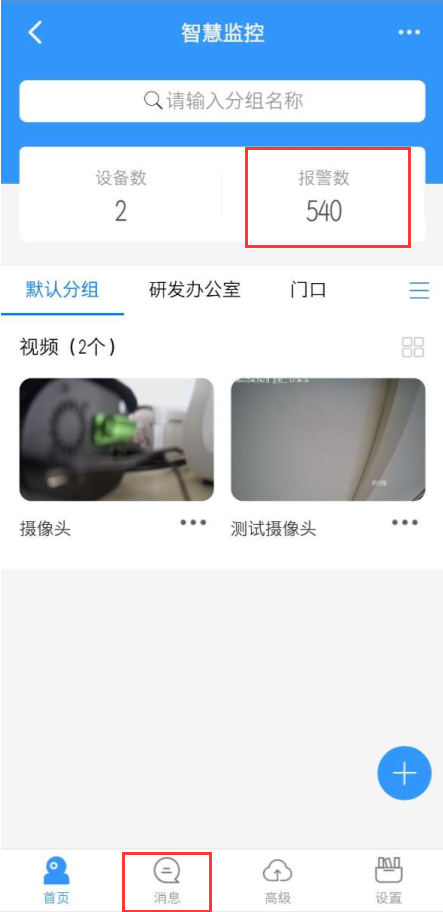 智慧监控
请输入分组名称
设备数
报警数
2
540
默认分组
研发办公室
门口
视频（2个）
摄像头
测试摄像头
首页
消息
高级
设置